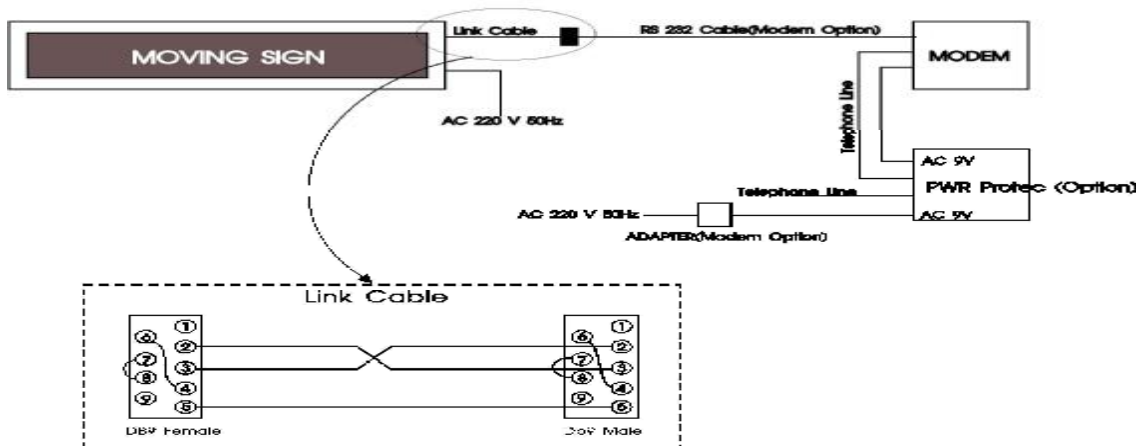 Link Cable
RS 232 Cable(Modem Option)
MOVING SIGN
MODEM
AC 220 V 50Hz
Telephone Line
AC 9V
PWR Protec (Option)
Telephone Line
AC 220 V 50Hz
AC 9V
ADAPTER(Modem Option)
Link Cable
1
6
2
7
3
8
4
9
5
DB9 Female
1
6
2
7
3
8
4
9
5
Male